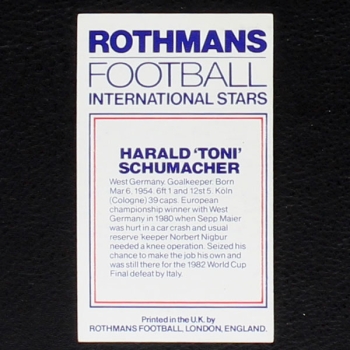 ROTHMANS
FOOTBALL
INTERNATIONAL STARS
HARALD 'TONI'
SCHUMACHER
West Germany. Goalkeeper. Born
Mar 6, 1954. 6ft 1 and 12st 5. Koln.
(Cologne) 39 caps. European
championship winner with West
Germany in 1980 when Sepp Maier
was hurt in a car crash and usual
reserve 'keeper Norbert Nigbur
needed a knee operation. Seized his
chance to make the job his own and
was still there for the 1982 World Cup
Final defeat by Italy.
Printed in the U.K. by
ROTHMANS FOOTBALL, LONDON, ENGLAND.